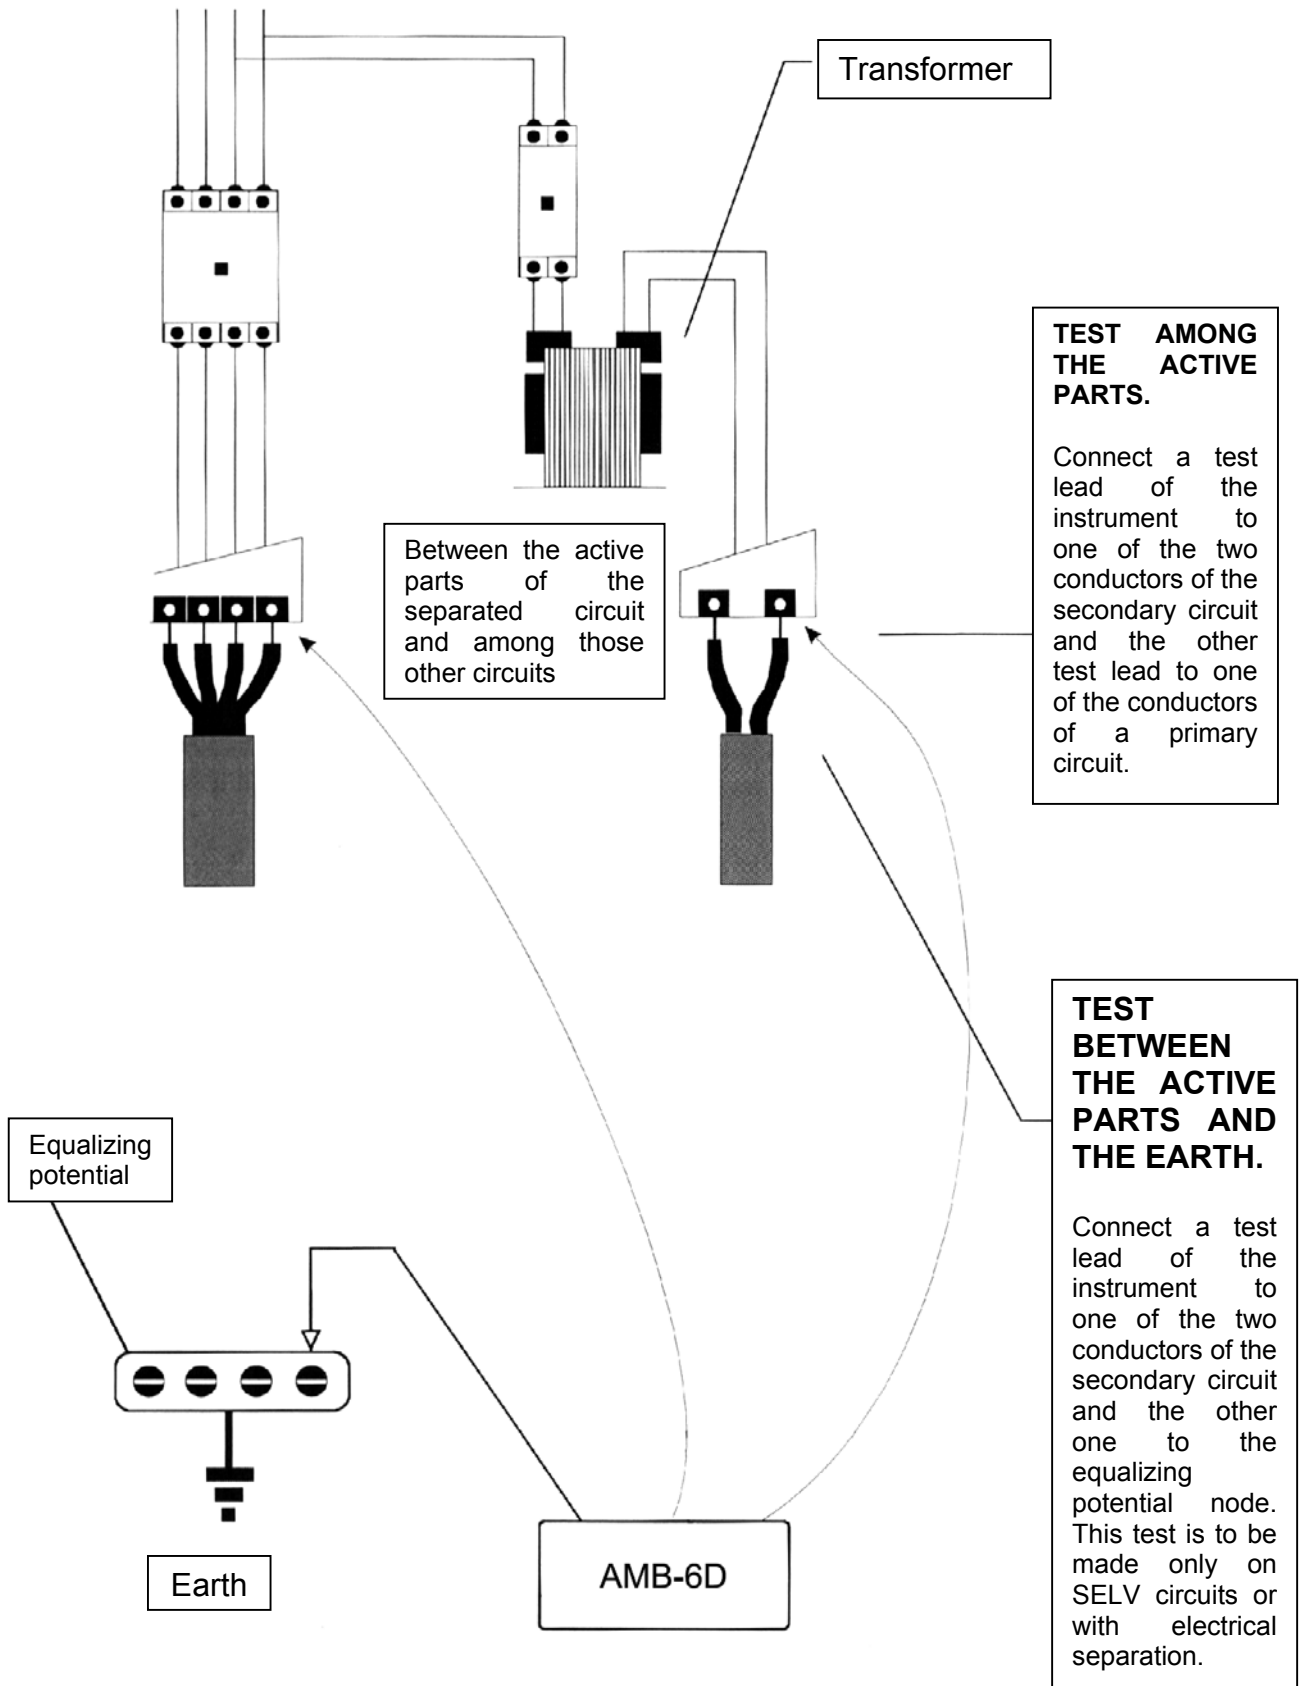 Transformer
TEST AMONG
THE ACTIVE
PARTS.
Connect a test
lead of the
instrument to
one of the two
conductors of the
secondary circuit
and the other
test lead to one
of the conductors
of a primary
circuit.
Between the active
parts of the
separated circuit
and among those
other circuits
TEST
BETWEEN
THE ACTIVE
PARTS AND
THE EARTH.
Connect a test
lead of the
instrument to
one of the two
conductors of the
secondary circuit
and the other
one to the
equalizing
potential node.
This test is to be
made only on
SELV circuits or
with electrical
separation.
Equalizing
potential
Earth
AMB-6D